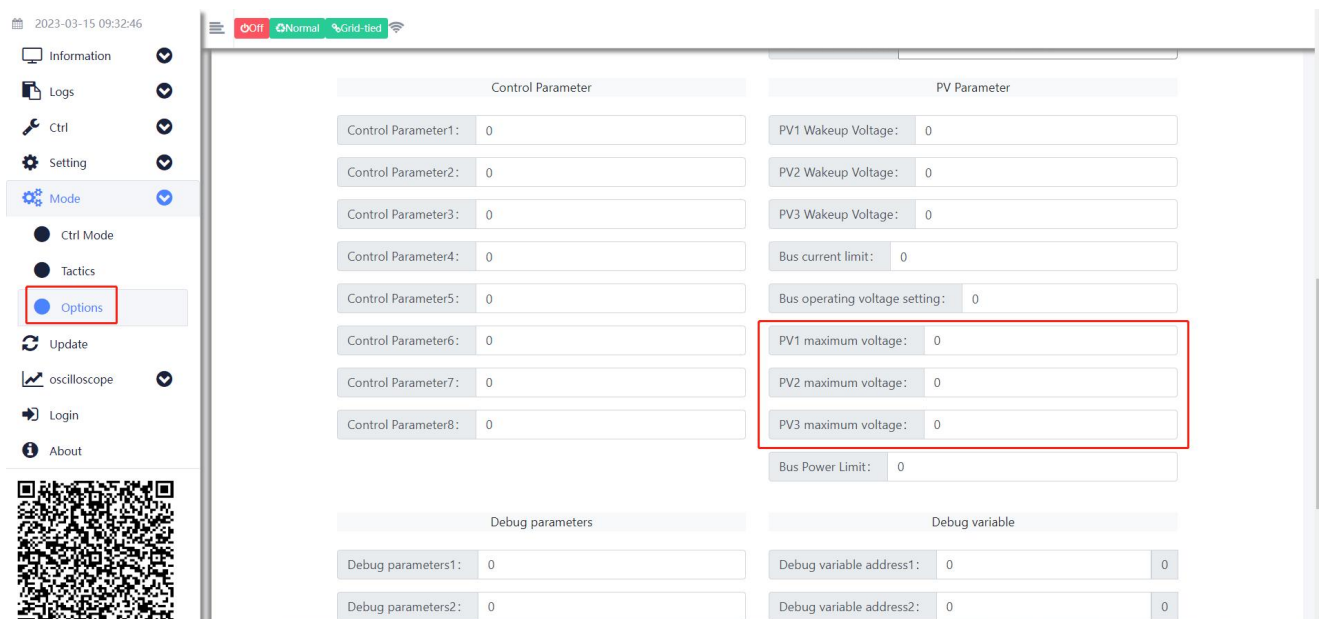 2023-03-15 09:32:46
Information
Logs
Ctrl
Setting
Mode
Ctrl Mode
Tactics
Options
Update
oscilloscope
Login
About
Off Normal Grid-tied
Control Parameter
Control Parameter1: 0
Control Parameter2: 0
Control Parameter3: 0
Control Parameter4: 0
Control Parameter5: 0
Control Parameter6: 0
Control Parameter7: 0
Control Parameter8: 0
PV Parameter
PV1 Wakeup Voltage: 0
PV2 Wakeup Voltage: 0
PV3 Wakeup Voltage: 0
Bus current limit: 0
Bus operating voltage setting: 0
PV1 maximum voltage: 0
PV2 maximum voltage: 0
PV3 maximum voltage: 0
Bus Power Limit: 0
Debug parameters
Debug parameters1: 0
Debug parameters2: 0
Debug variable
Debug variable address1: 0 0
Debug variable address2: 0 0